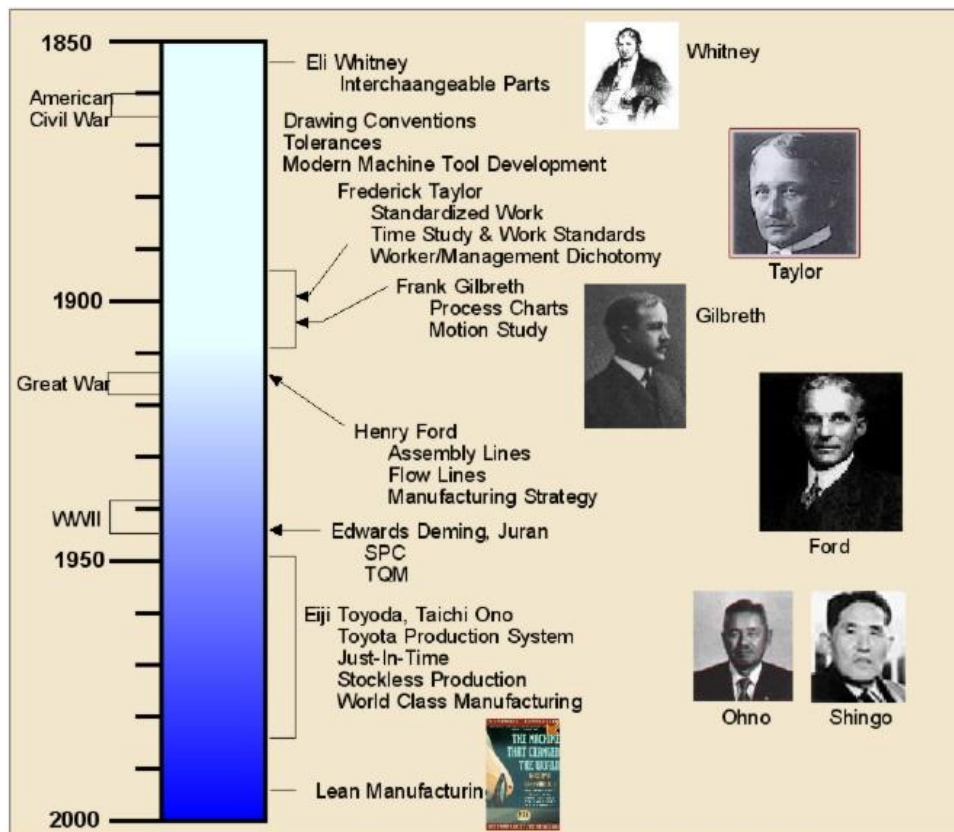 1850
Eli Whitney
Interchaangeable Parts
Whitney
American
Civil War
Drawing Conventions
Tolerances
Modern Machine Tool Development
Frederick Taylor
Standardized Work
Time Study & Work Standards
Worker/Management Dichotomy
Taylor
1900
Frank Gilbreth
Process Charts
Motion Study
Gilbreth
Great War
Henry Ford
Assembly Lines
Flow Lines
Manufacturing Strategy
Ford
WWII
Edwards Deming, Juran
SPC
TQM
1950
Eiji Toyoda, Taichi Ono
Toyota Production System
Just-In-Time
Stockless Production
World Class Manufacturing
Ohno
Shingo
Lean Manufacturing
THE MACHINE
THAT CHANGED
THE WORLD
2000